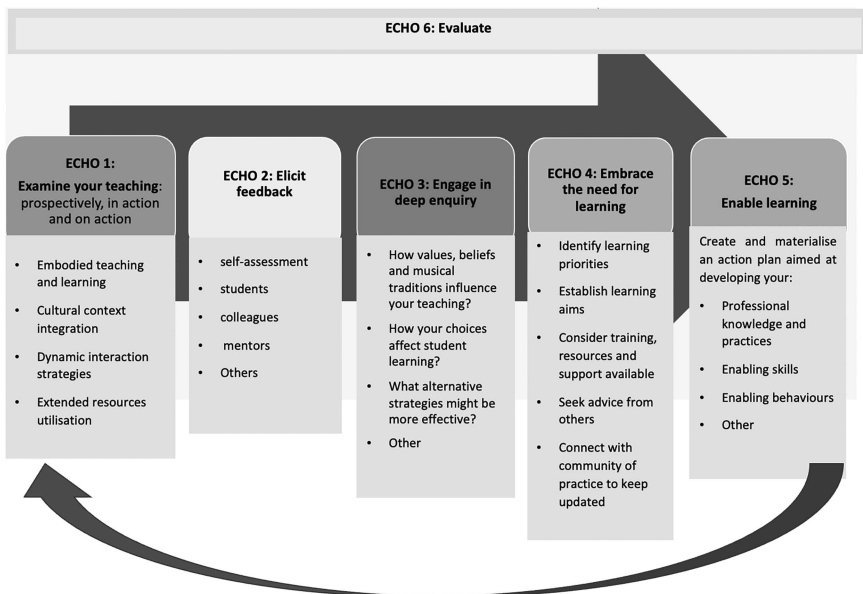 ECHO 6: Evaluate
ECHO 1:
Examine your teaching:
prospectively, in action
and on action
• Embodied teaching
and learning
• Cultural context
integration
• Dynamic interaction
strategies
• Extended resources
utilisation
ECHO 2: Elicit
feedback
• self-assessment
• students
• colleagues
• mentors
• Others
ECHO 3: Engage in
deep enquiry
• How values, beliefs
and musical
traditions influence
your teaching?
• How your choices
affect student
learning?
• What alternative
strategies might be
more effective?
• Other
ECHO 4: Embrace
the need for
learning
• Identify learning
priorities
• Establish learning
aims
• Consider training,
resources and
support available
• Seek advice from
others
• Connect with
community of
practice to keep
updated
ECHO 5:
Enable learning
Create and materialise
an action plan aimed at
developing your:
• Professional
knowledge and
practices
• Enabling skills
• Enabling behaviours
• Other